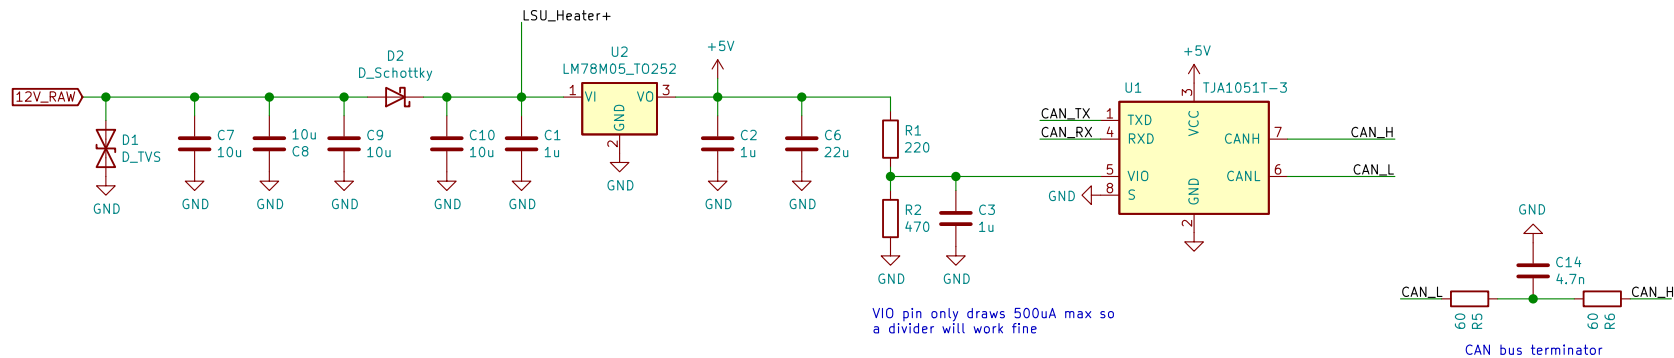 LSU_Heater+
12V_RAW
D1
D_TVS
GND
C7
10u
GND
10u
C8
GND
C9
10u
GND
D2
D_Schottky
C10
10u
GND
C1
1u
GND
U2
LM78M05_TO252
1
VI
VO
3
GND
2
GND
+5V
C2
1u
GND
C6
22u
GND
R1
220
R2
470
GND
C3
1u
GND
VIO pin only draws 500uA max so
a divider will work fine
+5V
U1
TJA1051T-3
3
VCC
CAN_TX
1
TXD
CAN_RX
4
RXD
5
VIO
GND
8
S
GND
2
CANH
7
CAN_H
CANL
6
CAN_L
GND
C14
4.7n
CAN_L
60
R5
60
R6
CAN_H
CAN bus terminator